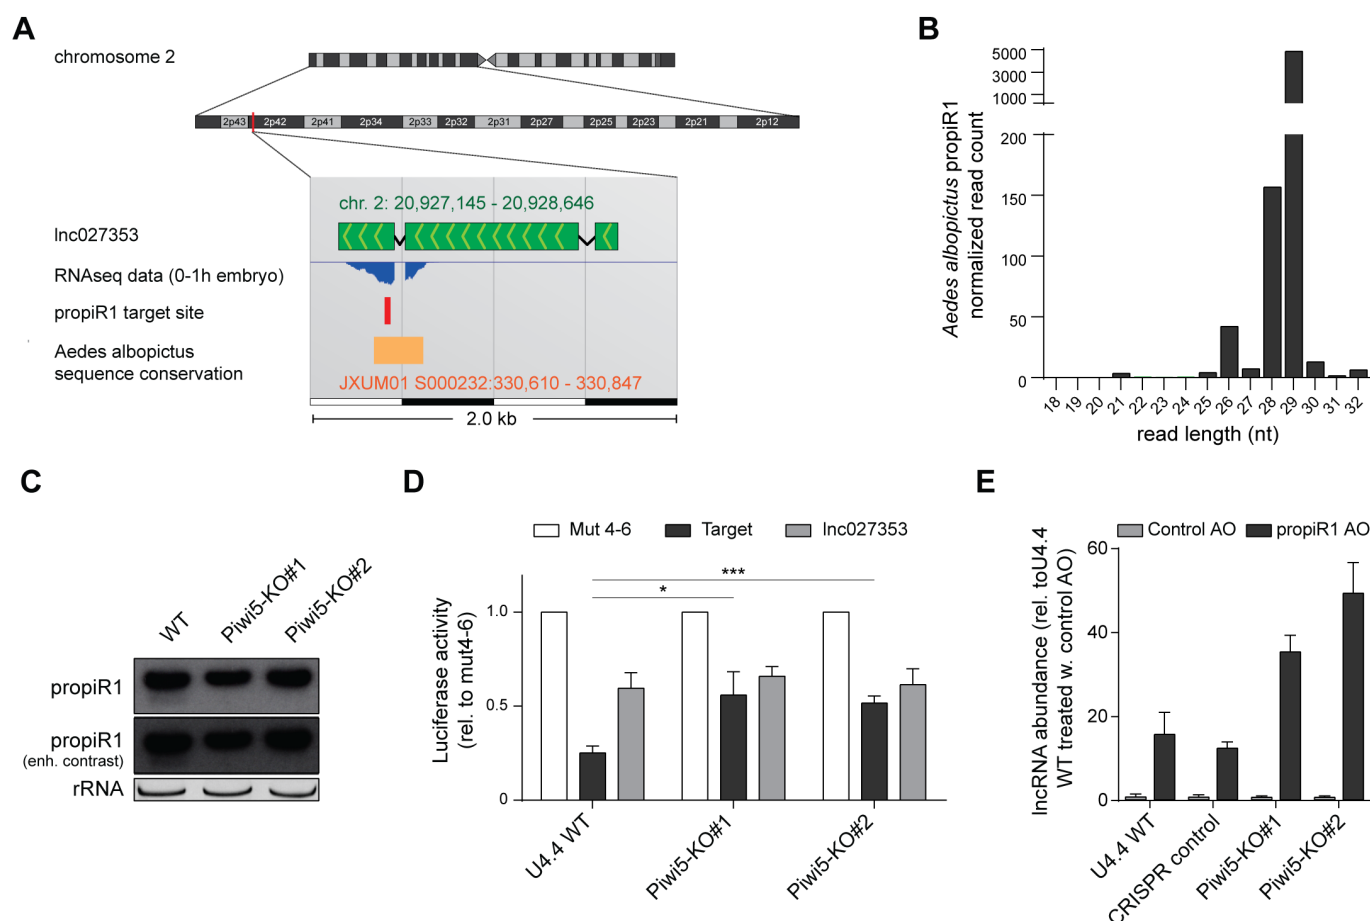 A
chromosome 2
2p43 2p42 2p41 2p34 2p33 2p32 2p31 2p27 2p25 2p23 2p21 2p12
chr. 2: 20,927,145 - 20,928,646
lnc027353
RNAseq data (0-1h embryo)
propiR1 target site
Aedes albopictus
sequence conservation
JXUM01 S000232:330,610 - 330,847
2.0 kb
B
Aedes albopictus propiR1
normalized read count
5000
3000
1000
200
150
100
50
0
18 19 20 21 22 23 24 25 26 27 28 29 30 31 32
read length (nt)
C
WT Piwi5-KO#1 Piwi5-KO#2
propiR1
propiR1
(enh. contrast)
rRNA
D
Mut 4-6 Target lnc027353
Luciferase activity
(rel. to mut4-6)
***
*
1.0
0.5
0
U4.4 WT Piwi5-KO#1 Piwi5-KO#2
E
Control AO propiR1 AO
lncRNA abundance (rel. toU4.4
WT treated w. control AO)
60
40
20
0
U4.4 WT CRISPR control Piwi5-KO#1 Piwi5-KO#2